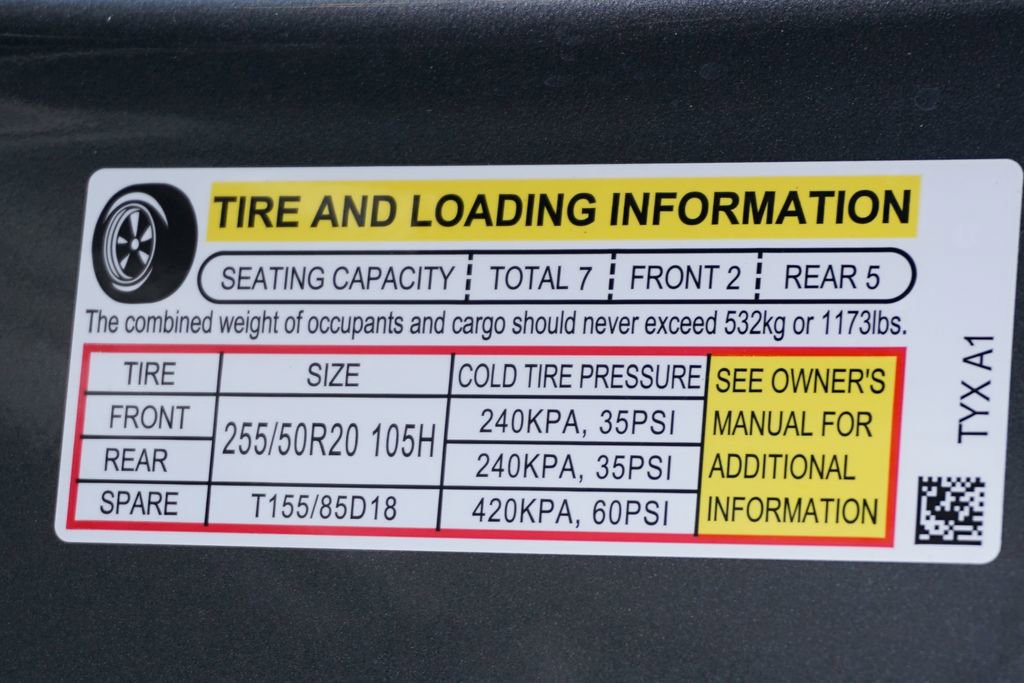 TIRE AND LOADING INFORMATION
SEATING CAPACITY TOTAL 7 FRONT 2 REAR 5
The combined weight of occupants and cargo should never exceed 532kg or 1173lbs.
TIRE SIZE COLD TIRE PRESSURE
FRONT 255/50R20 105H 240KPA, 35PSI
REAR 240KPA, 35PSI
SPARE T155/85D18 420KPA, 60PSI
SEE OWNER'S
MANUAL FOR
ADDITIONAL
INFORMATION
TYX A1